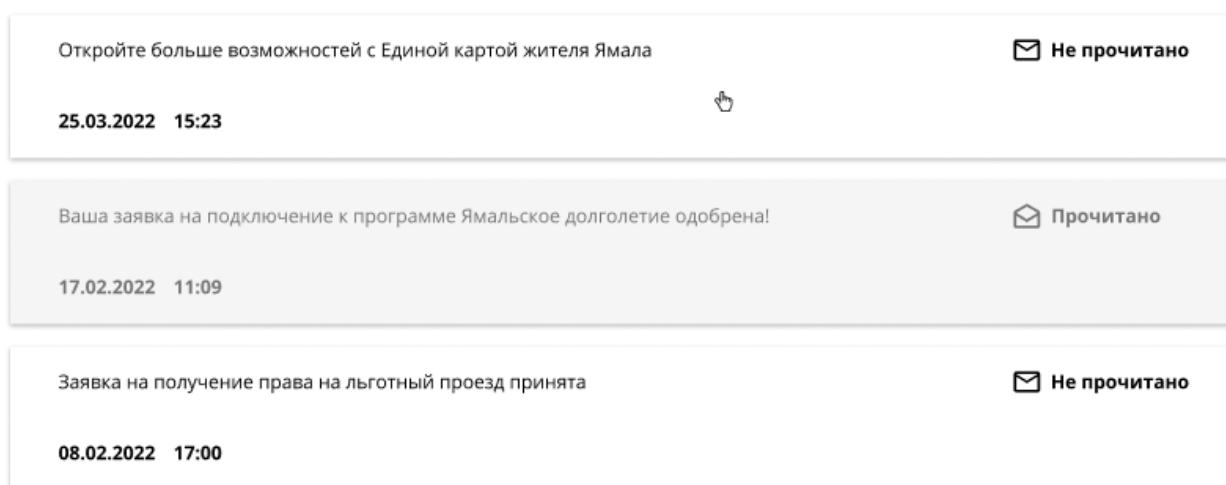 Откройте больше возможностей с Единой картой жителя Ямала
Не прочитано
25.03.2022 15:23
Ваша заявка на подключение к программе Ямальское долголетие одобрена!
Прочитано
17.02.2022 11:09
Заявка на получение права на льготный проезд принята
Не прочитано
08.02.2022 17:00